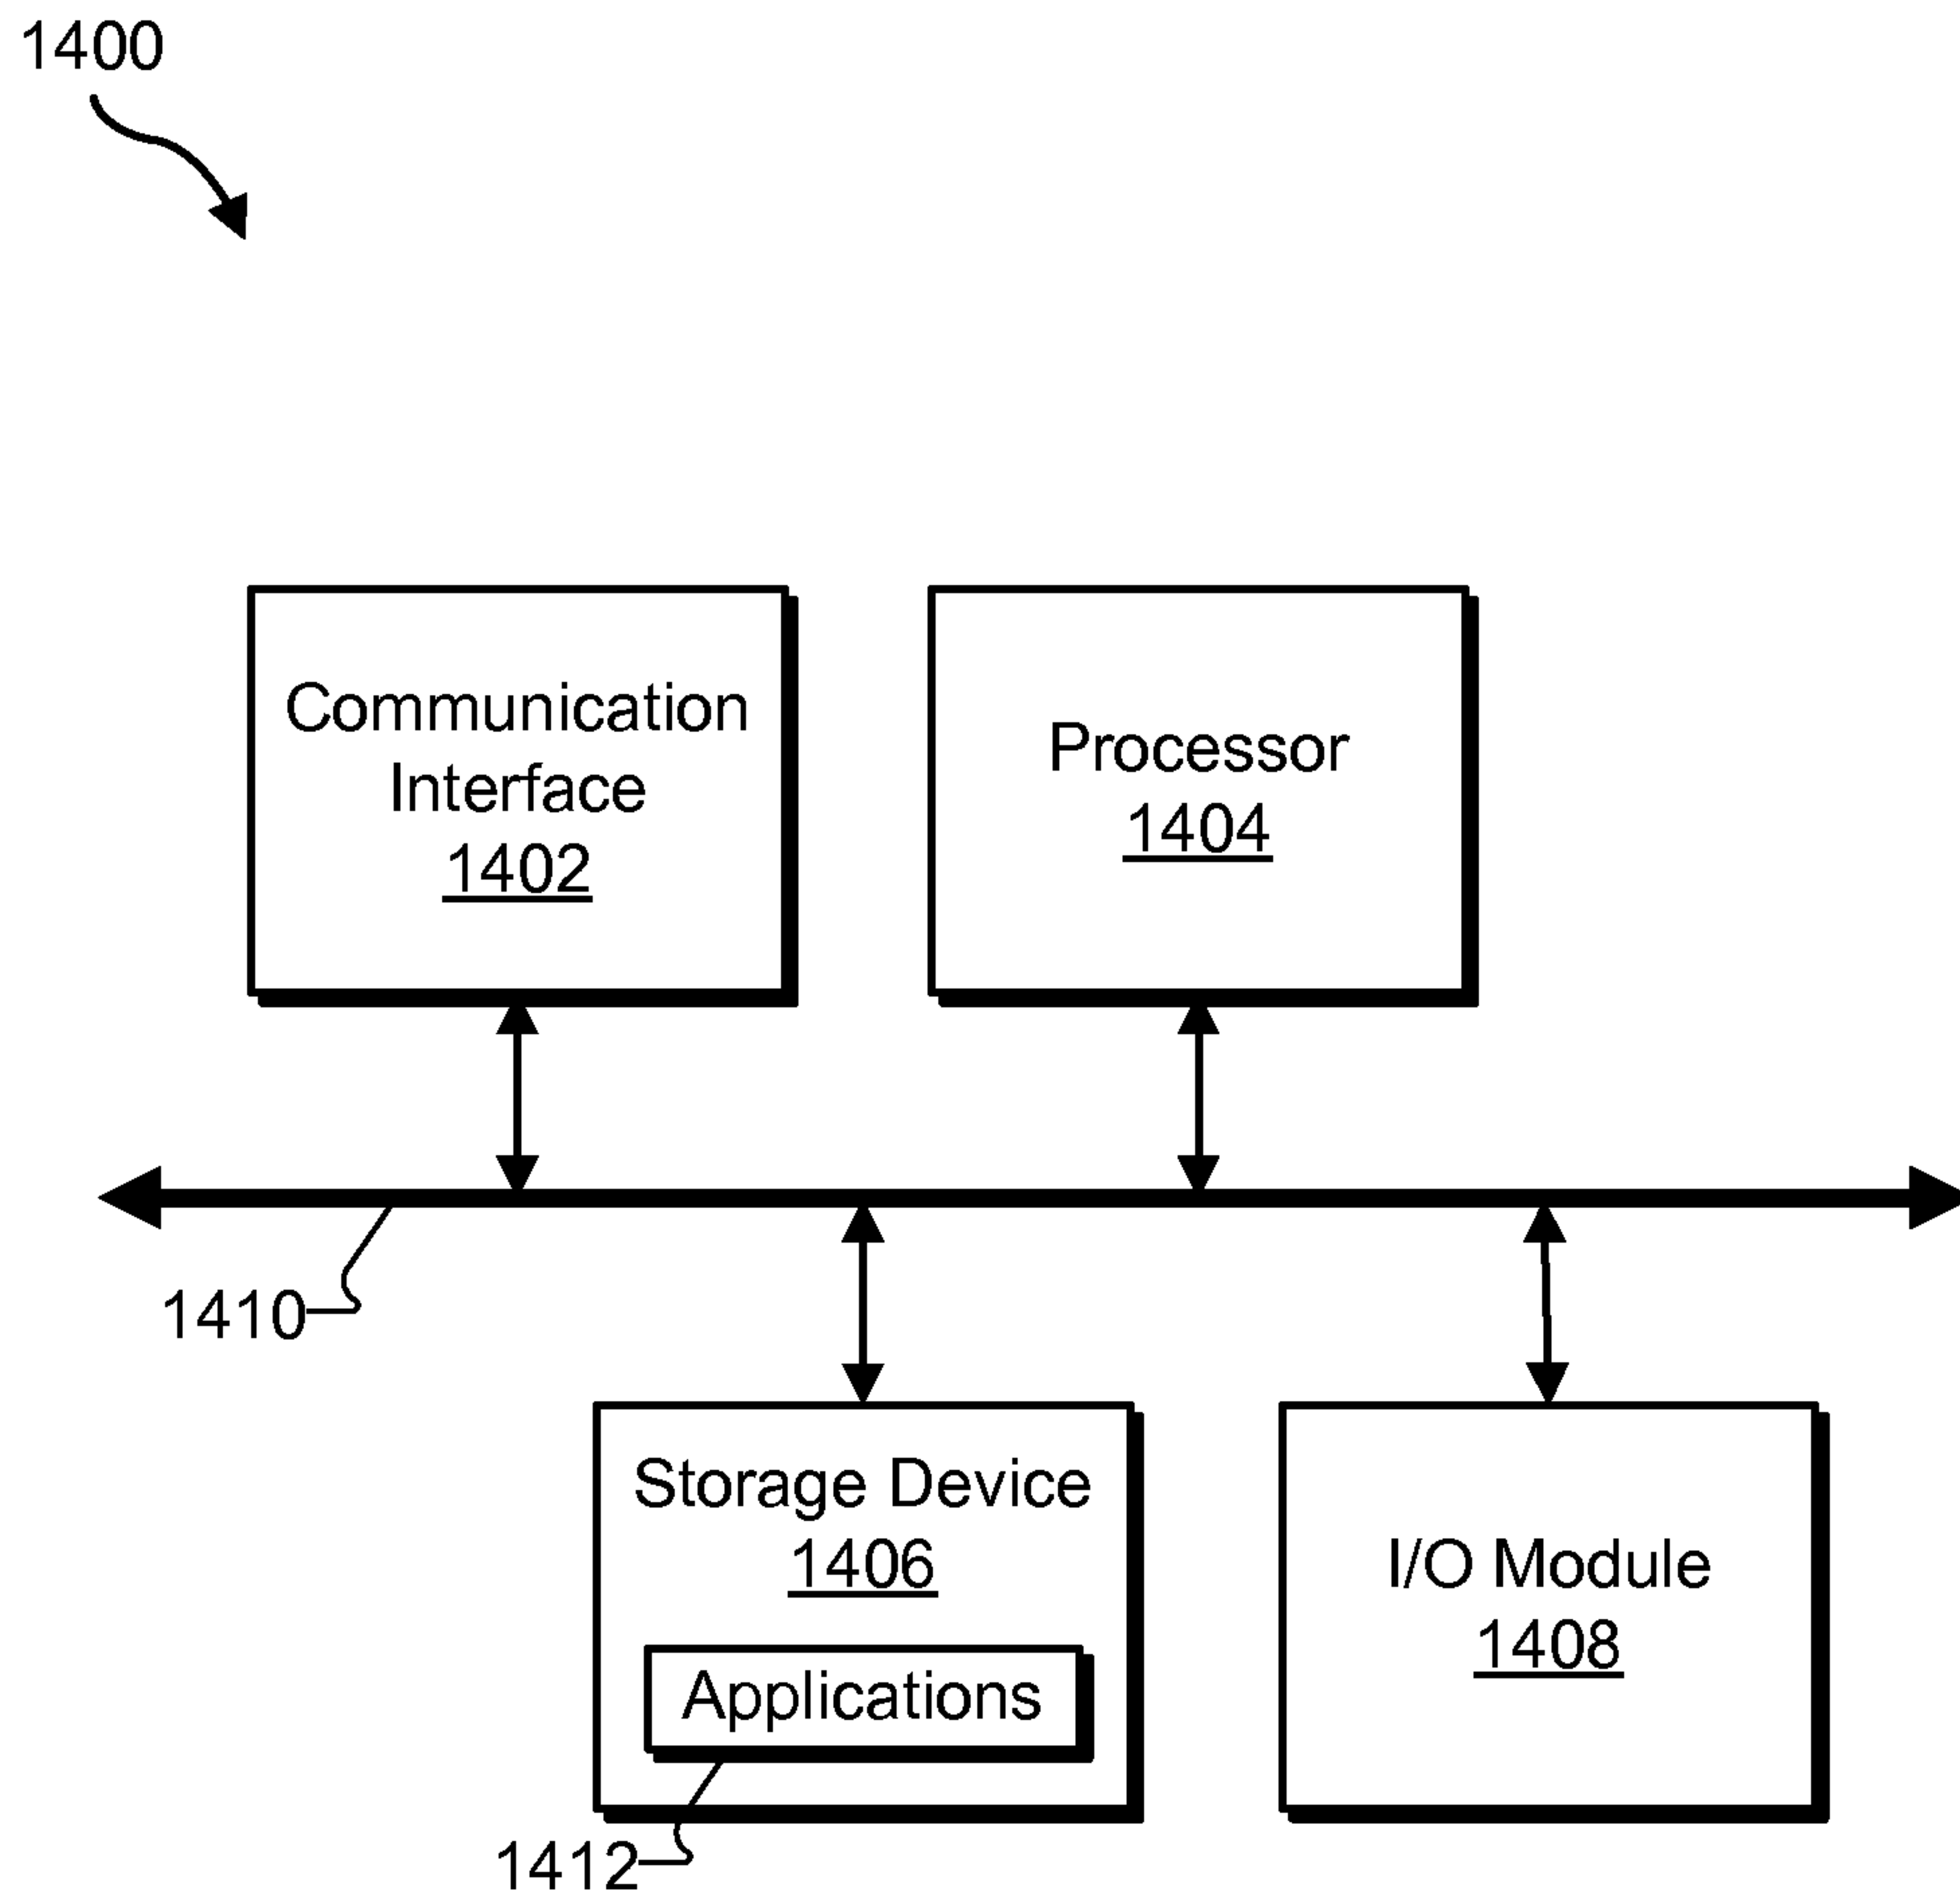 1400
Communication
Interface
1402
Processor
1404
1410
Storage Device
1406
Applications
1412
I/O Module
1408